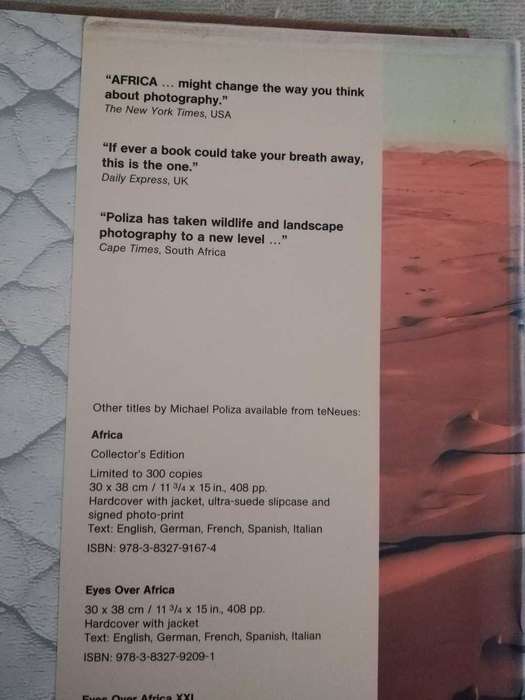 “AFRICA ... might change the way you think
about photography.”
The New York Times, USA
“If ever a book could take your breath away,
this is the one.”
Daily Express, UK
“Poliza has taken wildlife and landscape
photography to a new level ...”
Cape Times, South Africa
Other titles by Michael Poliza available from teNeues:
Africa
Collector's Edition
Limited to 300 copies
30 x 38 cm / 11 3/4 x 15 in., 408 pp.
Hardcover with jacket, ultra-suede slipcase and
signed photo-print
Text: English, German, French, Spanish, Italian
ISBN: 978-3-8327-9167-4
Eyes Over Africa
30 x 38 cm / 11 3/4 x 15 in., 408 pp.
Hardcover with jacket
Text: English, German, French, Spanish, Italian
ISBN: 978-3-8327-9209-1
Eyes Over Africa XXL